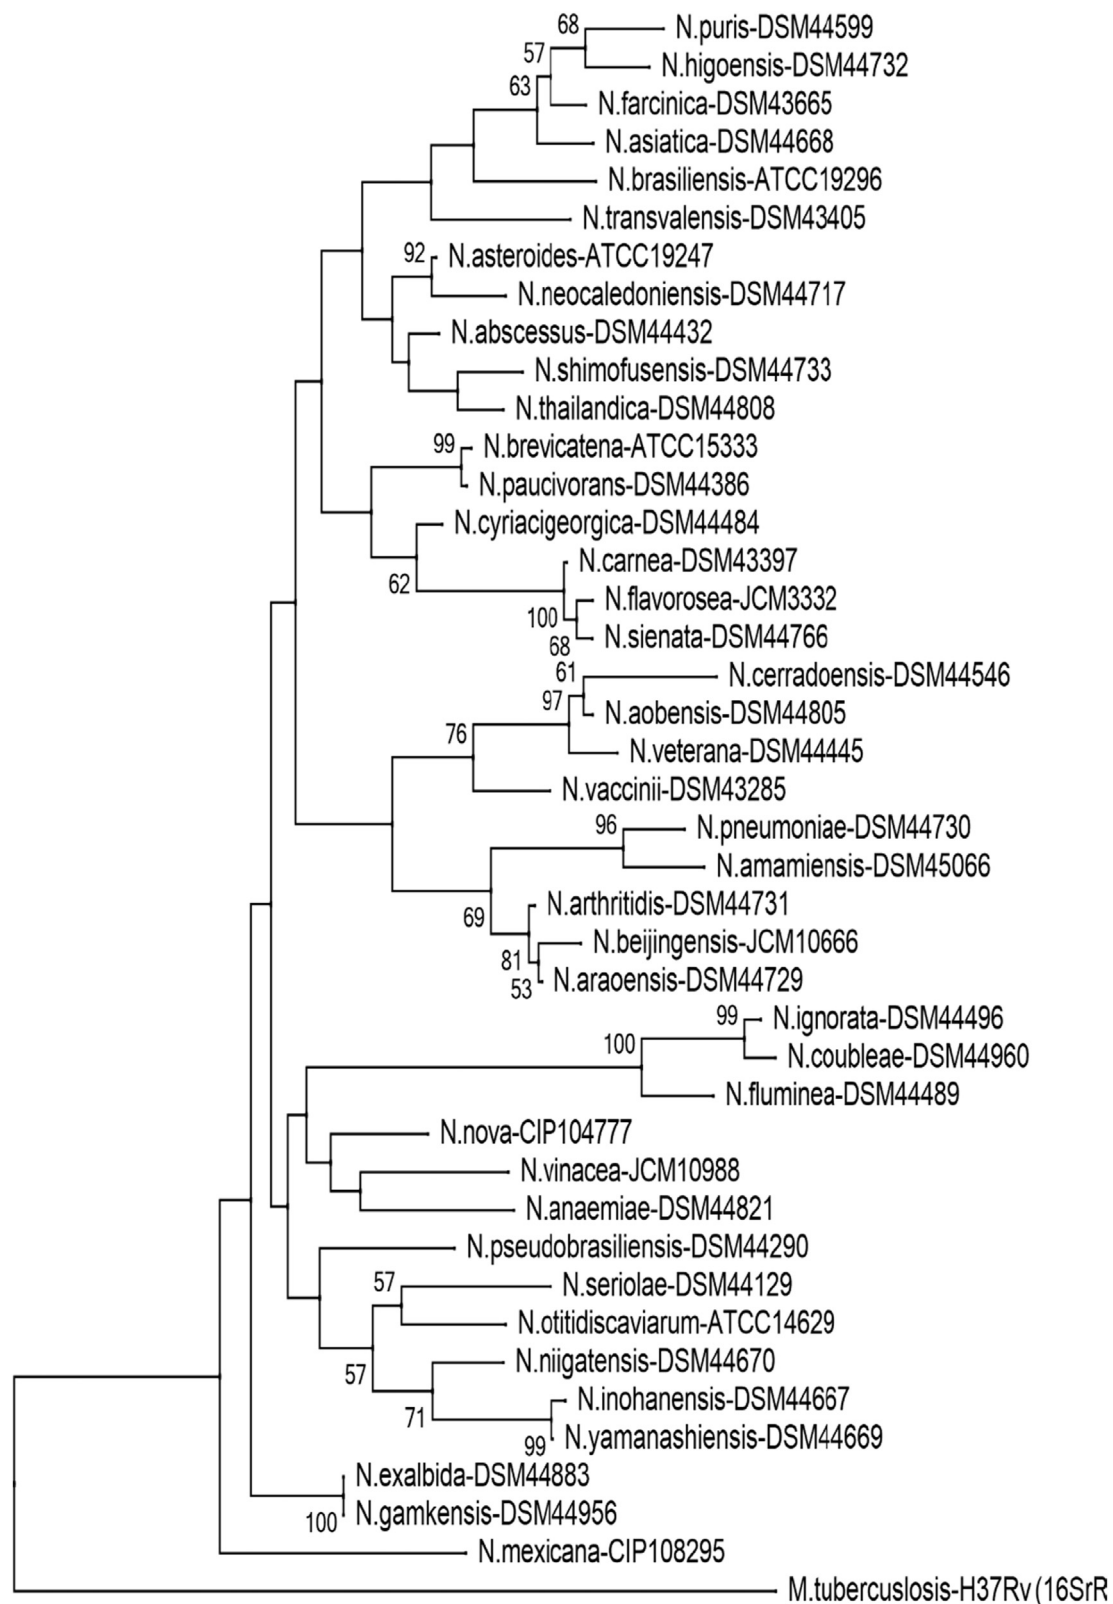 68
N.puris-DSM44599
57
N.higoensis-DSM44732
63
N.farcinica-DSM43665
N.asiatica-DSM44668
N.brasiliensis-ATCC19296
N.transvalensis-DSM43405
92
N.asteroides-ATCC19247
N.neocaledoniensis-DSM44717
N.abscessus-DSM44432
N.shimofusensis-DSM44733
N.thailandica-DSM44808
99
N.brevicatena-ATCC15333
N.paucivorans-DSM44386
N.cyriacigeorgica-DSM44484
N.carnea-DSM43397
62
N.flavorosea-JCM3332
100
N.sienata-DSM44766
68
61
N.cerradoensis-DSM44546
97
N.aobensis-DSM44805
76
N.veterana-DSM44445
N.vaccinii-DSM43285
96
N.pneumoniae-DSM44730
N.amamiensis-DSM45066
N.arthritidis-DSM44731
69
N.beijingensis-JCM10666
81
N.araoensis-DSM44729
53
99
N.ignorata-DSM44496
100
N.coubleae-DSM44960
N.fluminea-DSM44489
N.nova-CIP104777
N.vinacea-JCM10988
N.anaemiae-DSM44821
N.pseudobrasiliensis-DSM44290
57
N.seriolae-DSM44129
N.otitidiscaviarum-ATCC14629
N.niigatensis-DSM44670
57
N.inohanensis-DSM44667
71
N.yamanashiensis-DSM44669
99
N.exalbida-DSM44883
N.gamkensis-DSM44956
100
N.mexicana-CIP108295
M.tubercuslosis-H37Rv(16SrR